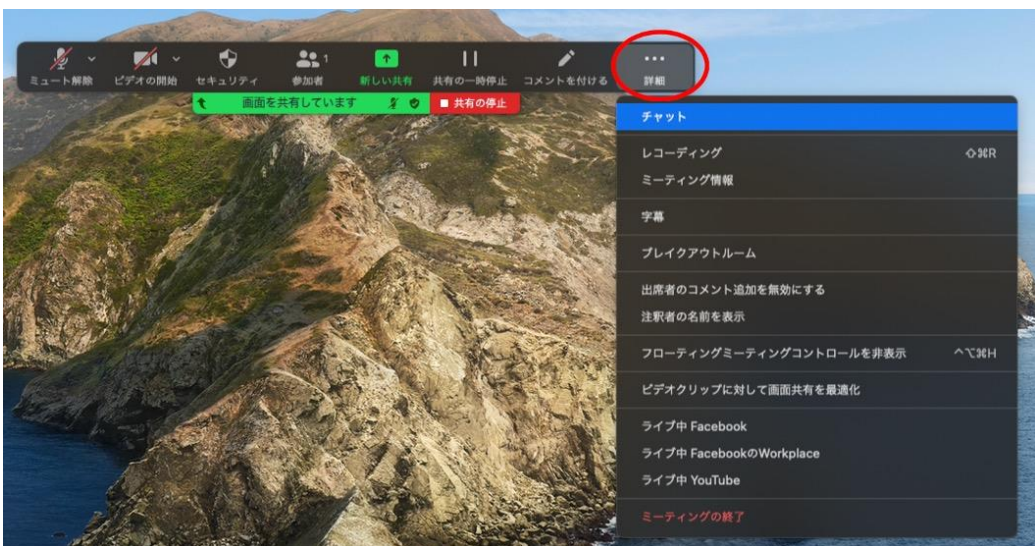 ミュート解除 ビデオの開始 セキュリティ 参加者 1 新しい共有 共有の一時停止 コメントを付ける 詳細
画面を共有しています 共有の停止
チャット
レコーディング ⇧⌘R
ミーティング情報
字幕
ブレイクアウトルーム
出席者のコメント追加を無効にする
注釈者の名前を表示
フローティングミーティングコントロールを非表示 ^⌥⌘H
ビデオクリップに対して画面共有を最適化
ライブ中 Facebook
ライブ中 FacebookのWorkplace
ライブ中 YouTube
ミーティングの終了